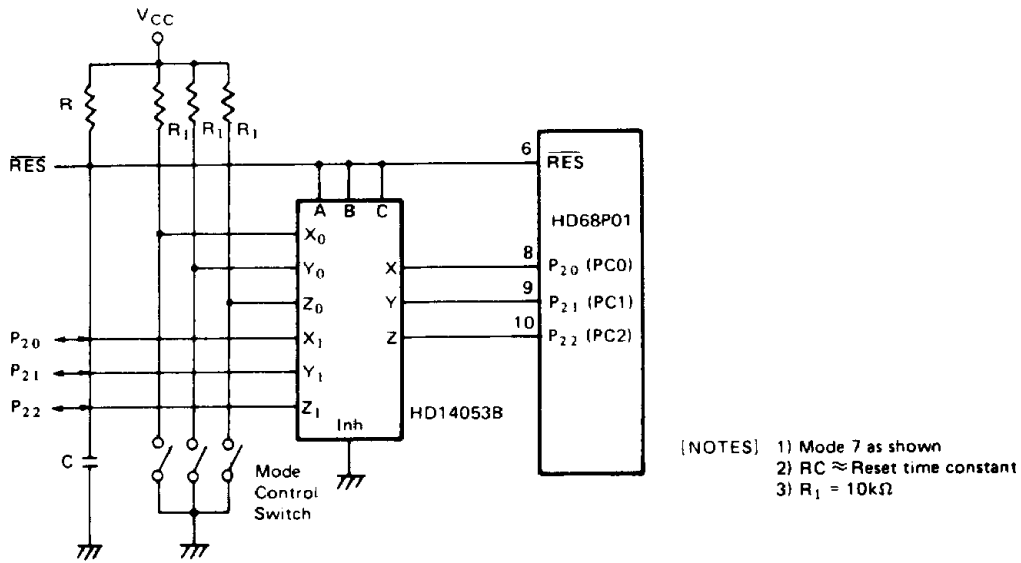 VCC
R
R1 R1 R1
RES
6
RES
A B C
HD68P01
X0
8
Y0 X P20 (PC0)
9
Z0 Y P21 (PC1)
10
P20 X1 Z P22 (PC2)
P21 Y1
P22 Z1 HD14053B
Inh
C
Mode
Control
Switch
[NOTES] 1) Mode 7 as shown
2) RC ≈ Reset time constant
3) R1 = 10kΩ